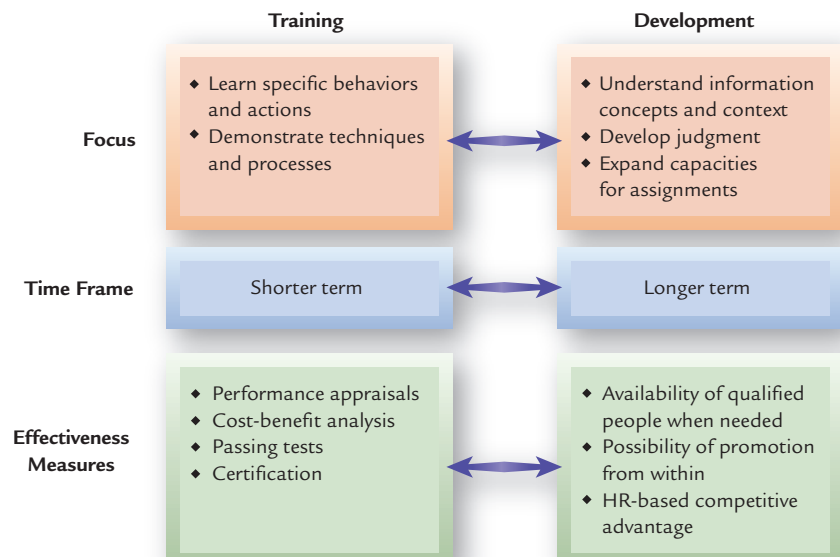 Training
Development
Focus
◆ Learn specific behaviors
and actions
◆ Demonstrate techniques
and processes
◆ Understand information
concepts and context
◆ Develop judgment
◆ Expand capacities
for assignments
Time Frame
Shorter term
Longer term
Effectiveness
Measures
◆ Performance appraisals
◆ Cost-benefit analysis
◆ Passing tests
◆ Certification
◆ Availability of qualified
people when needed
◆ Possibility of promotion
from within
◆ HR-based competitive
advantage